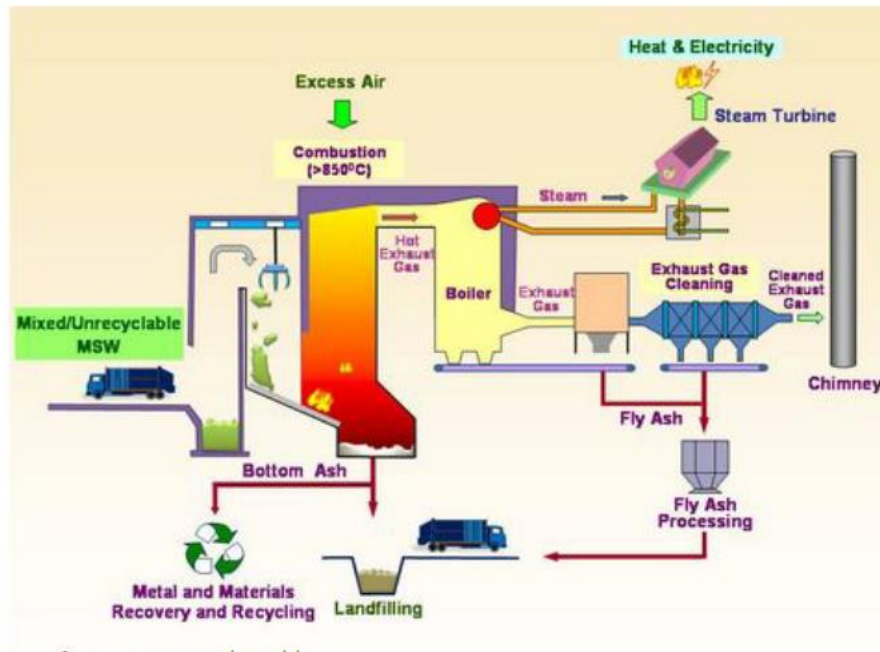 Heat & Electricity
Excess Air
Steam Turbine
Combustion
(>850⁰C)
Steam
Hot
Exhaust
Gas
Boiler
Exhaust
Gas
Exhaust Gas
Cleaning
Cleaned
Exhaust
Gas
Mixed/Unrecyclable
MSW
Chimney
Fly Ash
Bottom Ash
Fly Ash
Processing
Metal and Materials
Recovery and Recycling
Landfilling